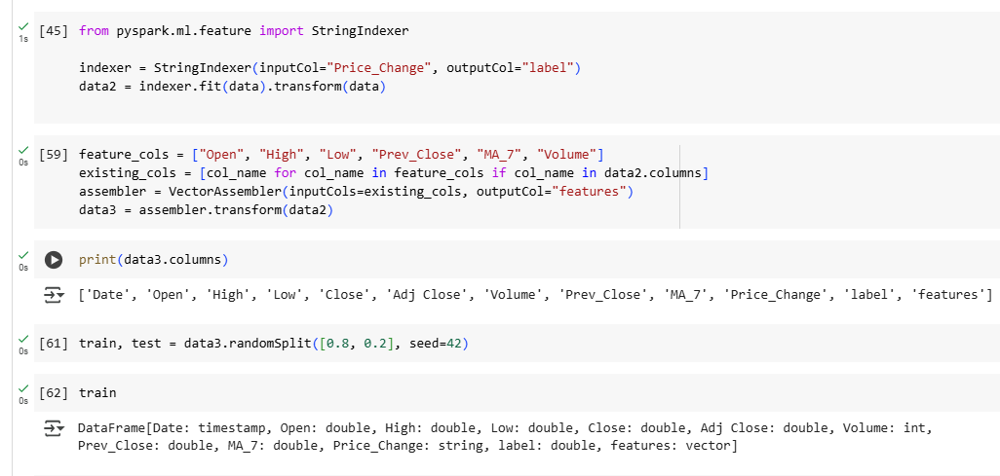 1s
[45] from pyspark.ml.feature import StringIndexer
indexer = StringIndexer(inputCol="Price_Change", outputCol="label")
data2 = indexer.fit(data).transform(data)
0s
[59] feature_cols = ["Open", "High", "Low", "Prev_Close", "MA_7", "Volume"]
existing_cols = [col_name for col_name in feature_cols if col_name in data2.columns]
assembler = VectorAssembler(inputCols=existing_cols, outputCol="features")
data3 = assembler.transform(data2)
0s
print(data3.columns)
['Date', 'Open', 'High', 'Low', 'Close', 'Adj Close', 'Volume', 'Prev_Close', 'MA_7', 'Price_Change', 'label', 'features']
0s
[61] train, test = data3.randomSplit([0.8, 0.2], seed=42)
0s
[62] train
DataFrame[Date: timestamp, Open: double, High: double, Low: double, Close: double, Adj Close: double, Volume: int,
Prev_Close: double, MA_7: double, Price_Change: string, label: double, features: vector]